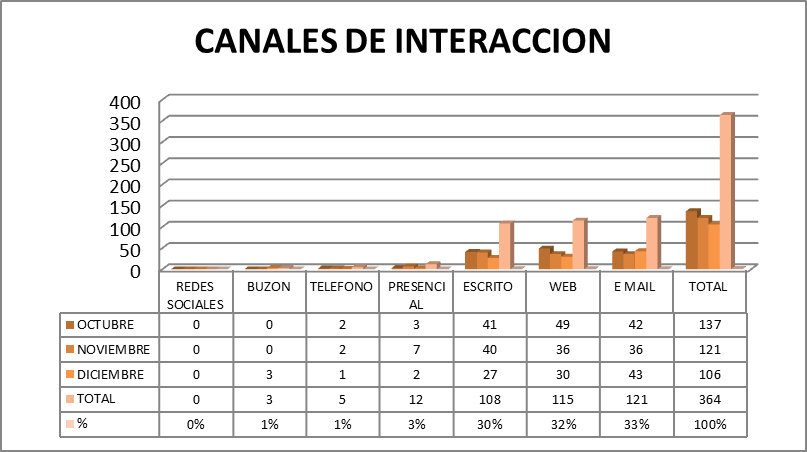 CANALES DE INTERACCION
400
350
300
250
200
150
100
50
0
REDES SOCIALES BUZON TELEFONO PRESENCIAL ESCRITO WEB E MAIL TOTAL
OCTUBRE 0 0 2 3 41 49 42 137
NOVIEMBRE 0 0 2 7 40 36 36 121
DICIEMBRE 0 3 1 2 27 30 43 106
TOTAL 0 3 5 12 108 115 121 364
% 0% 1% 1% 3% 30% 32% 33% 100%